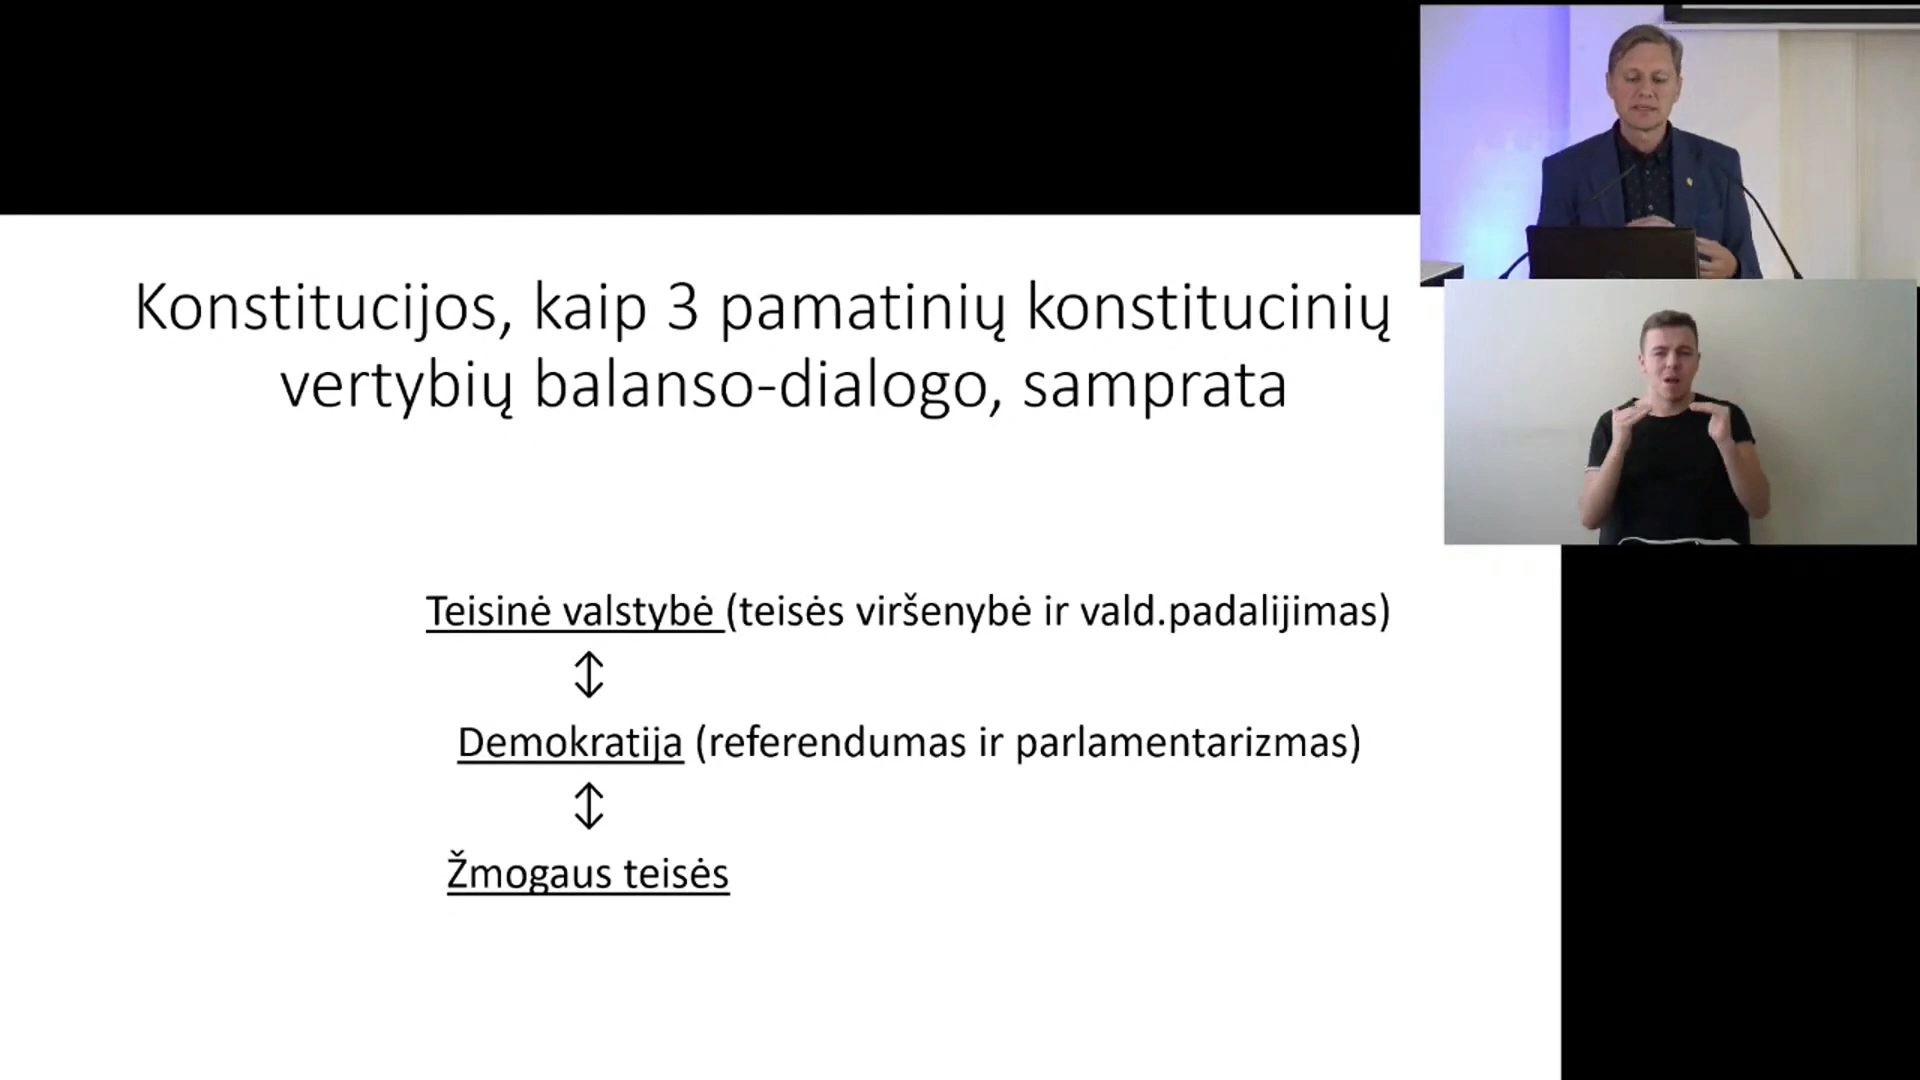 Konstitucijos, kaip 3 pamatinių konstitucinių
vertybių balanso-dialogo, samprata
Teisinė valstybė (teisės viršenybė ir vald.padalijimas)
↕
Demokratija (referendumas ir parlamentarizmas)
↕
Žmogaus teisės